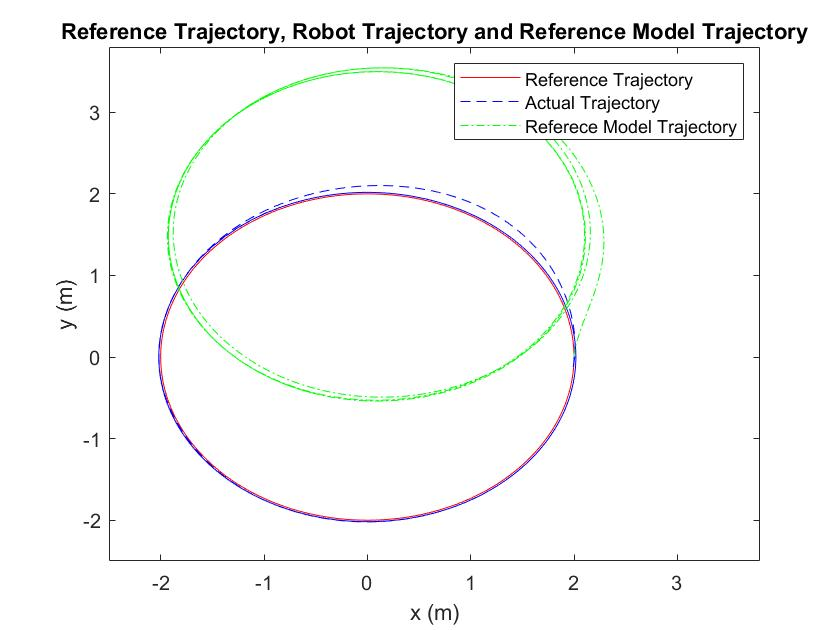 Reference Trajectory, Robot Trajectory and Reference Model Trajectory
Reference Trajectory
Actual Trajectory
Referece Model Trajectory
3
2
1
0
-1
-2
y (m)
-2
-1
0
1
2
3
x (m)